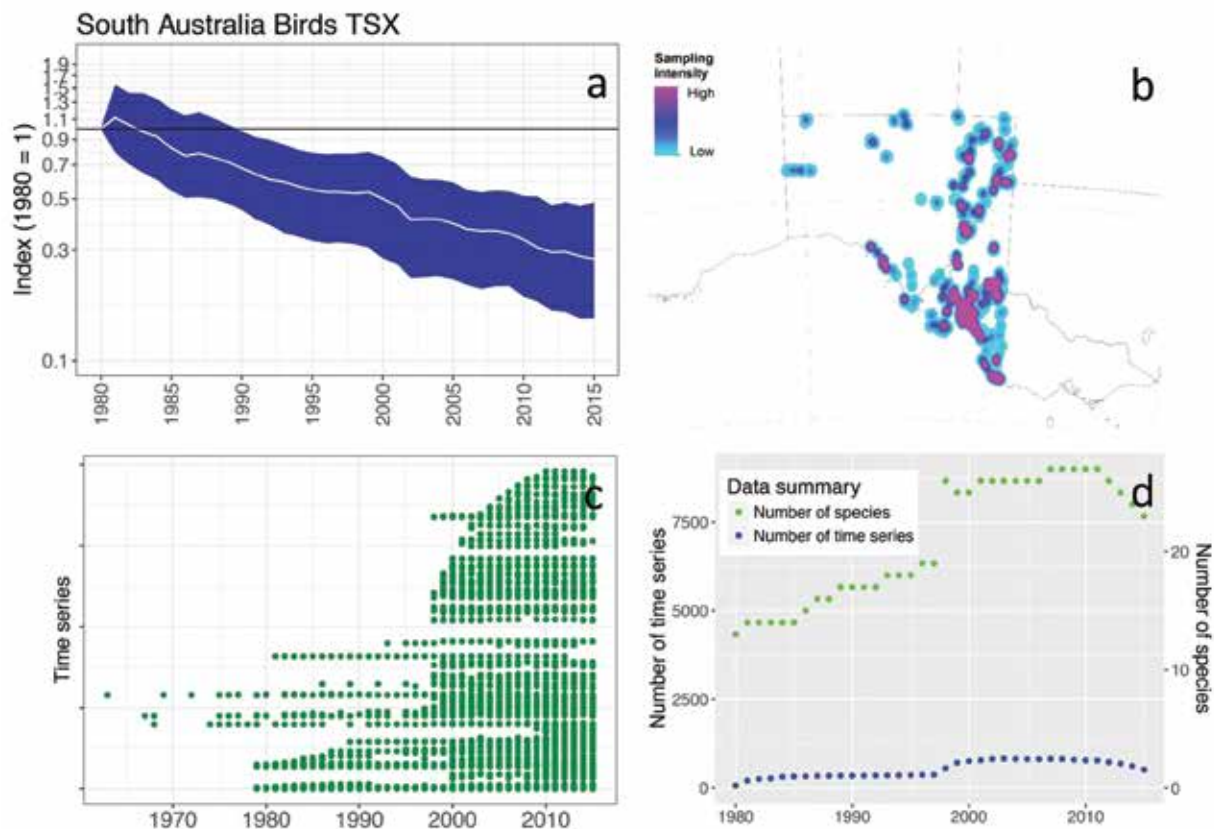 South Australia Birds TSX
a
Index (1980 = 1)
1.9
1.7
1.5
1.3
1.1
0.9
0.7
0.5
0.3
0.1
1980
1985
1990
1995
2000
2005
2010
2015
b
Sampling
Intensity
High
Low
c
Time series
1970
1980
1990
2000
2010
d
Data summary
Number of species
Number of time series
Number of time series
7500
5000
2500
0
Number of species
20
10
0
1980
1990
2000
2010